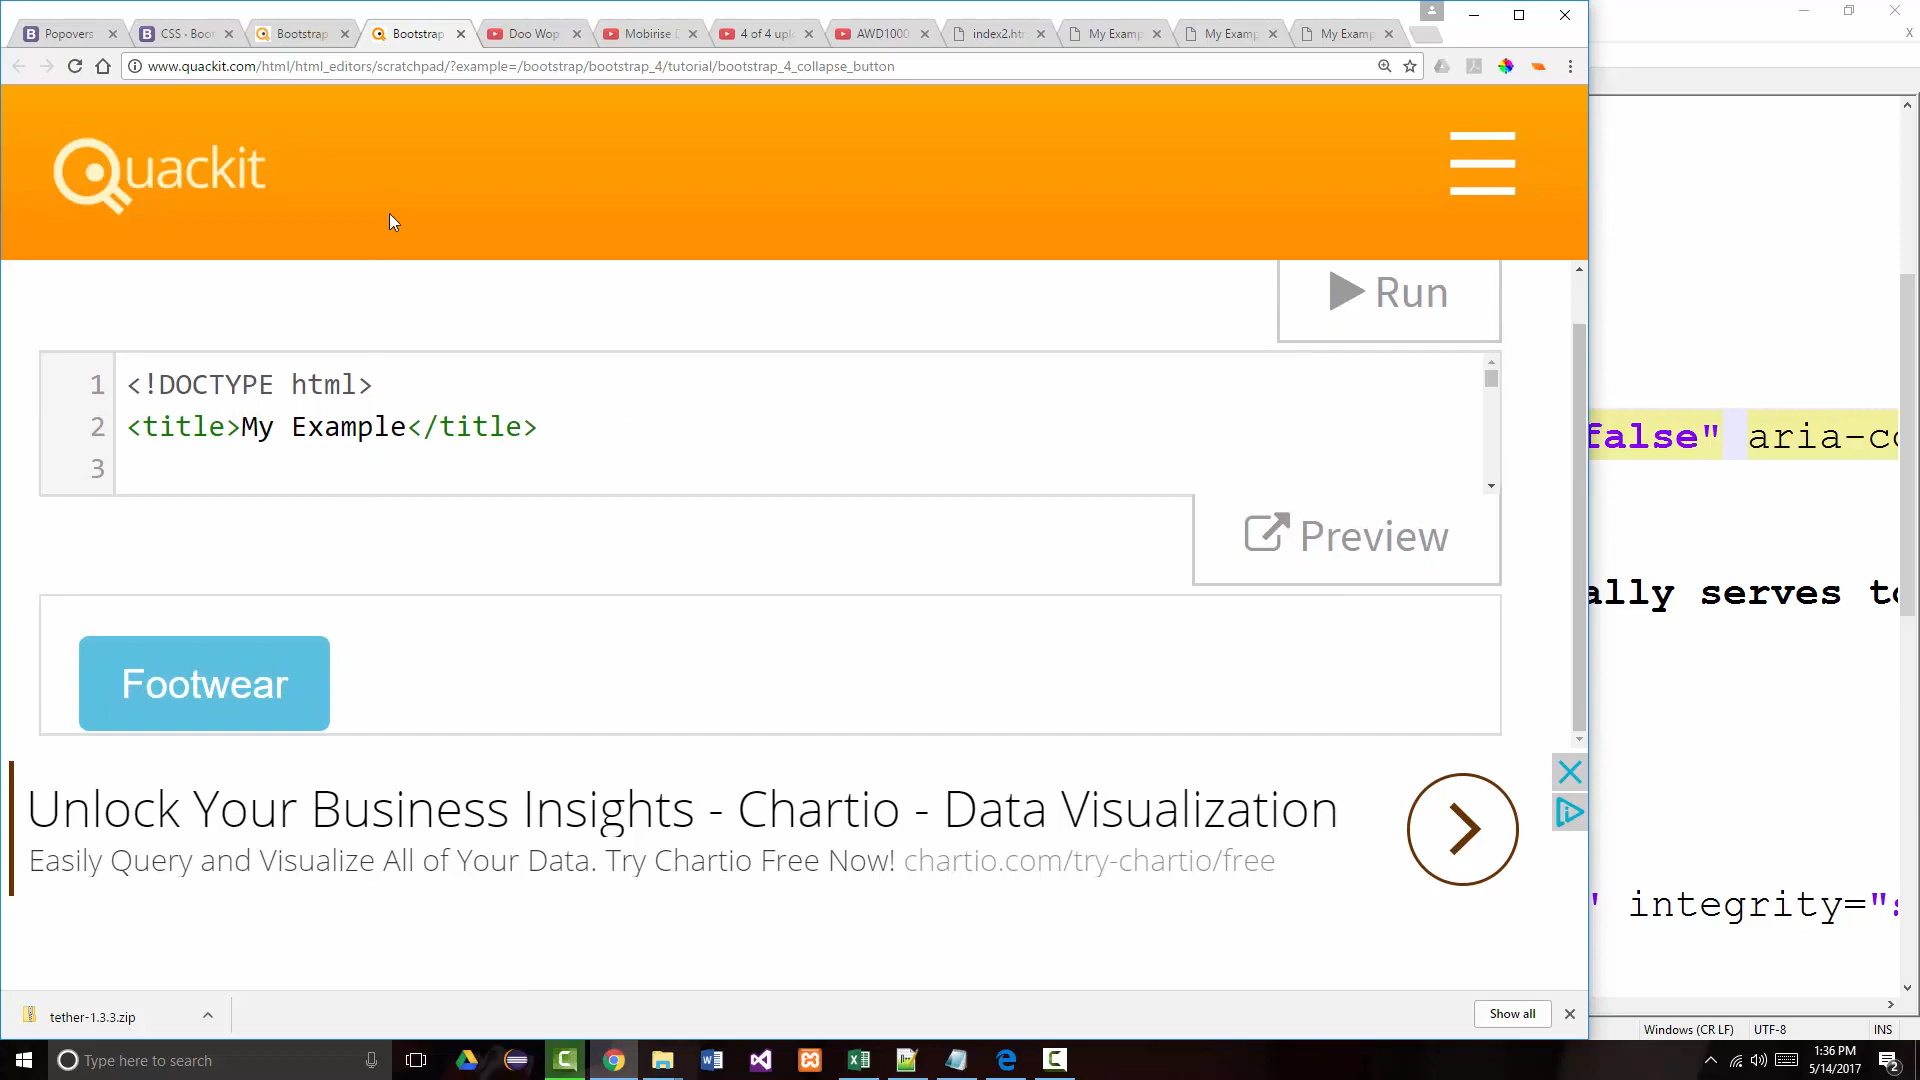 Popovers
CSS · Boot
Bootstrap
Bootstrap
Doo Wop
Mobirise
4 of 4 uplo
AWD1000
index2.htm
My Examp
My Examp
My Examp
www.quackit.com/html/html_editors/scratchpad/?example=/bootstrap/bootstrap_4/tutorial/bootstrap_4_collapse_button
Quackit
Run
1 <!DOCTYPE html>
2 <title>My Example</title>
3
false" aria-co
Preview
ally serves to
Footwear
Unlock Your Business Insights - Chartio - Data Visualization
Easily Query and Visualize All of Your Data. Try Chartio Free Now! chartio.com/try-chartio/free
" integrity="s
tether-1.3.3.zip
Show all
Windows (CR LF) UTF-8 INS
Type here to search
1:36 PM
5/14/2017
2